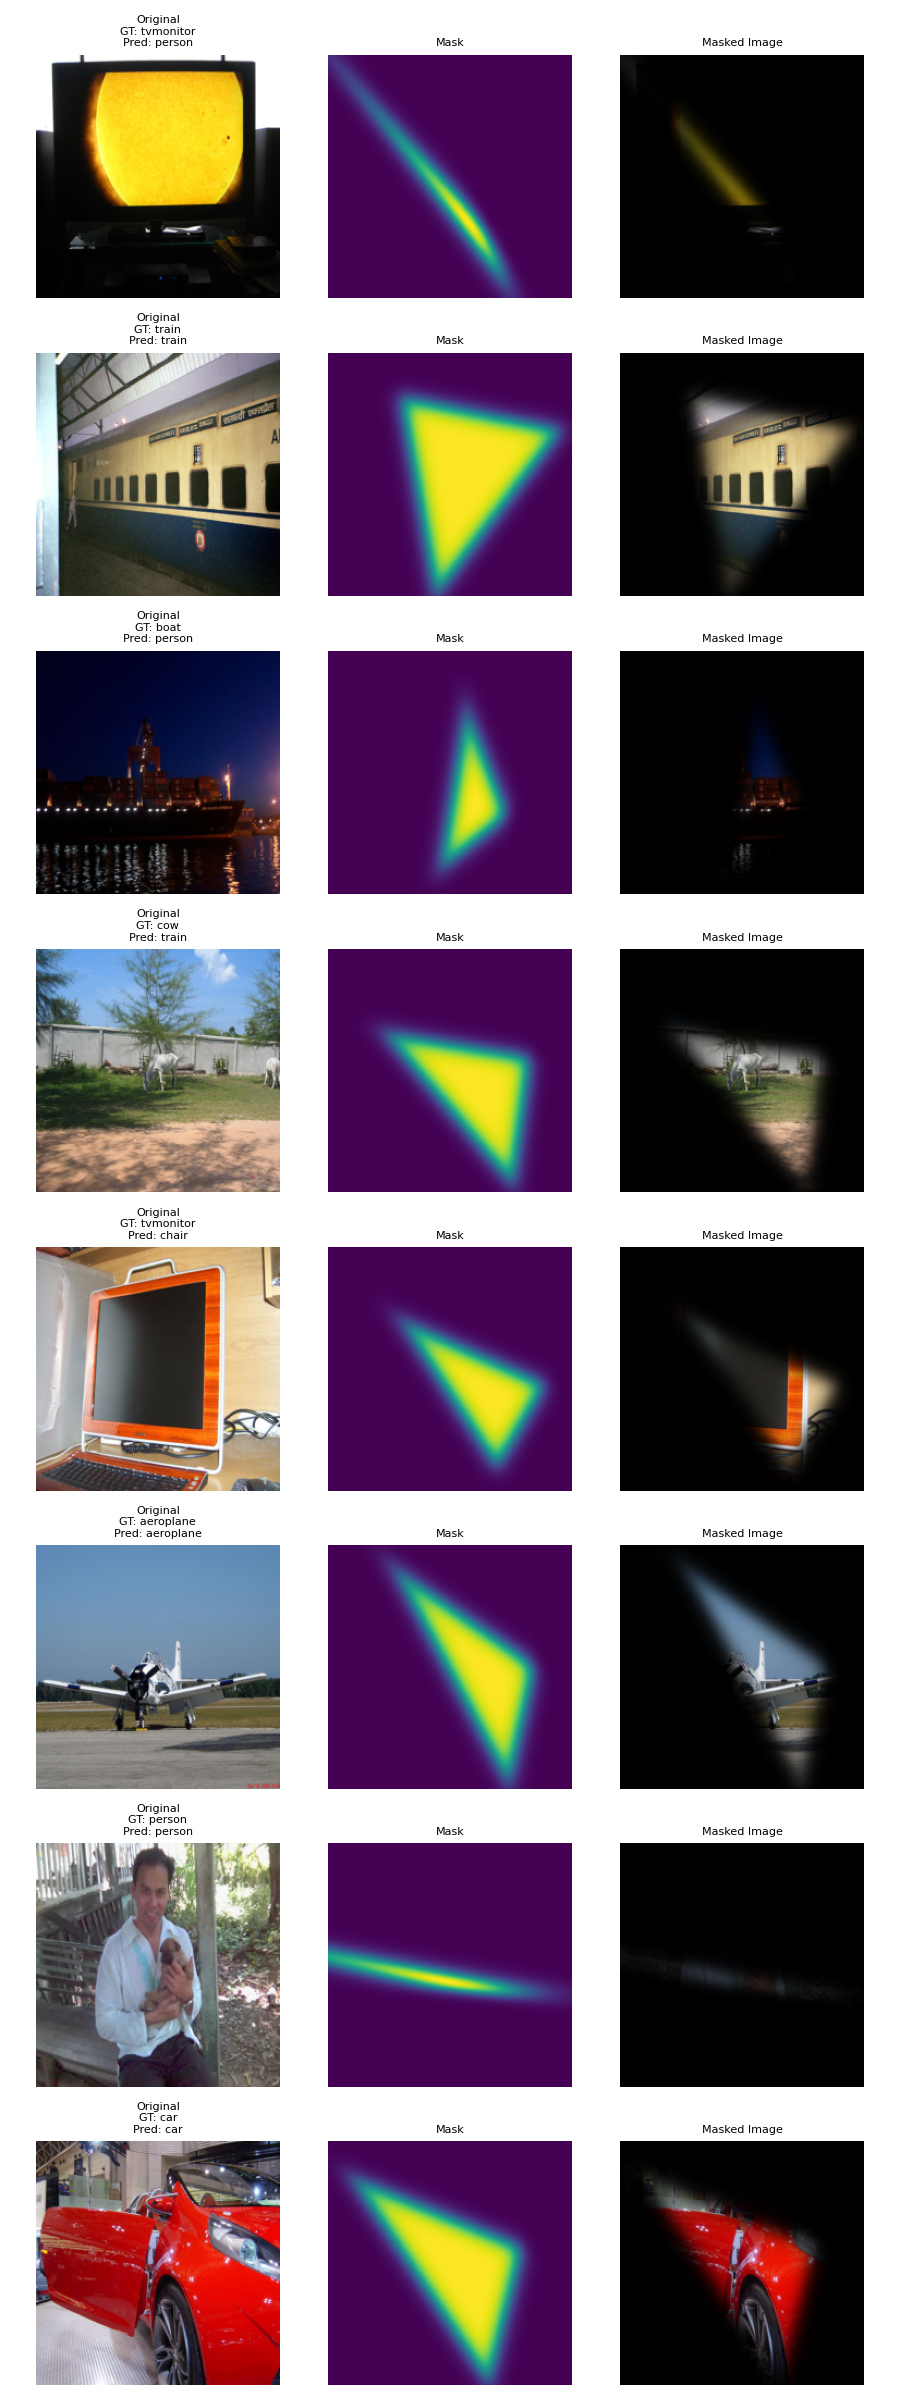 Original
GT: tvmonitor
Pred: person
Mask
Masked Image
Original
GT: train
Pred: train
Mask
Masked Image
समझौता एक्सप्रेस
Original
GT: boat
Pred: person
Mask
Masked Image
Original
GT: cow
Pred: train
Mask
Masked Image
Original
GT: tvmonitor
Pred: chair
Mask
Masked Image
Original
GT: aeroplane
Pred: aeroplane
Mask
Masked Image
Original
GT: person
Pred: person
Mask
Masked Image
Original
GT: car
Pred: car
Mask
Masked Image